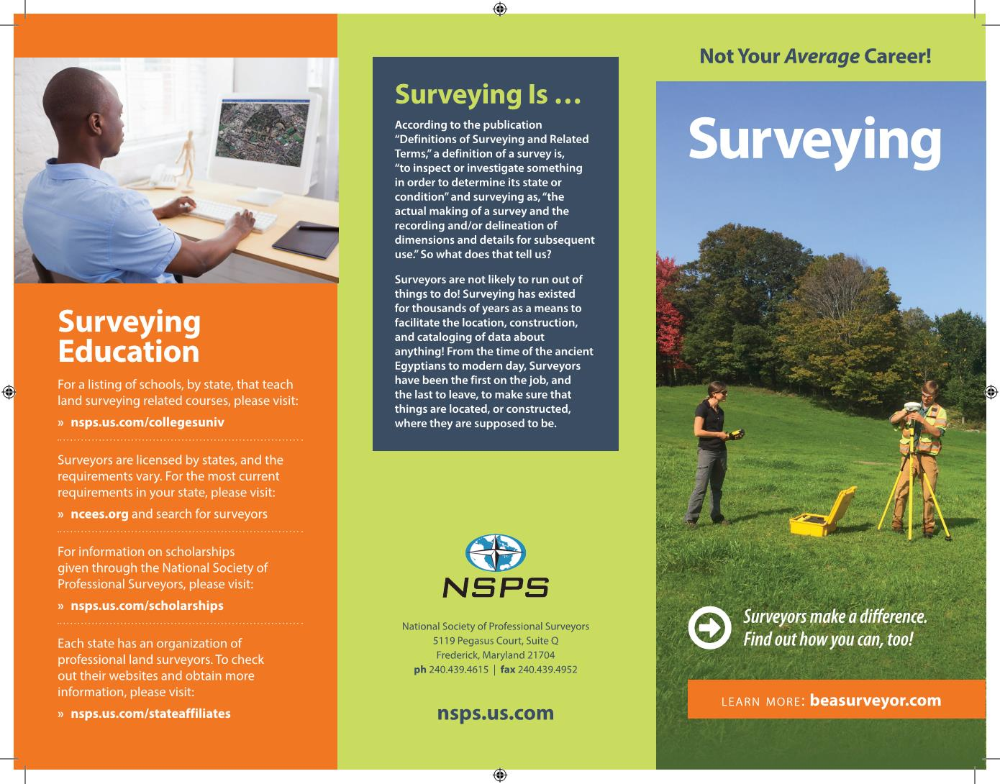 Surveying
Education
For a listing of schools, by state, that teach
land surveying related courses, please visit:
» nsps.us.com/collegesuniv
Surveyors are licensed by states, and the
requirements vary. For the most current
requirements in your state, please visit:
» ncees.org and search for surveyors
For information on scholarships
given through the National Society of
Professional Surveyors, please visit:
» nsps.us.com/scholarships
Each state has an organization of
professional land surveyors. To check
out their websites and obtain more
information, please visit:
» nsps.us.com/stateaffiliates
Surveying Is …
According to the publication
“Definitions of Surveying and Related
Terms,” a definition of a survey is,
“to inspect or investigate something
in order to determine its state or
condition” and surveying as, “the
actual making of a survey and the
recording and/or delineation of
dimensions and details for subsequent
use.” So what does that tell us?
Surveyors are not likely to run out of
things to do! Surveying has existed
for thousands of years as a means to
facilitate the location, construction,
and cataloging of data about
anything! From the time of the ancient
Egyptians to modern day, Surveyors
have been the first on the job, and
the last to leave, to make sure that
things are located, or constructed,
where they are supposed to be.
NSPS
National Society of Professional Surveyors
5119 Pegasus Court, Suite Q
Frederick, Maryland 21704
ph 240.439.4615 | fax 240.439.4952
nsps.us.com
Not Your Average Career!
Surveying
Surveyors make a difference.
Find out how you can, too!
LEARN MORE: beasurveyor.com